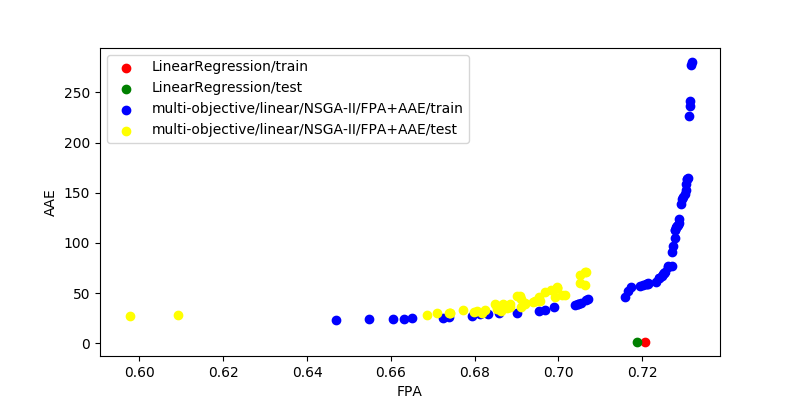 LinearRegression/train
LinearRegression/test
multi-objective/linear/NSGA-II/FPA+AAE/train
multi-objective/linear/NSGA-II/FPA+AAE/test
AAE
250
200
150
100
50
0
0.60 0.62 0.64 0.66 0.68 0.70 0.72
FPA